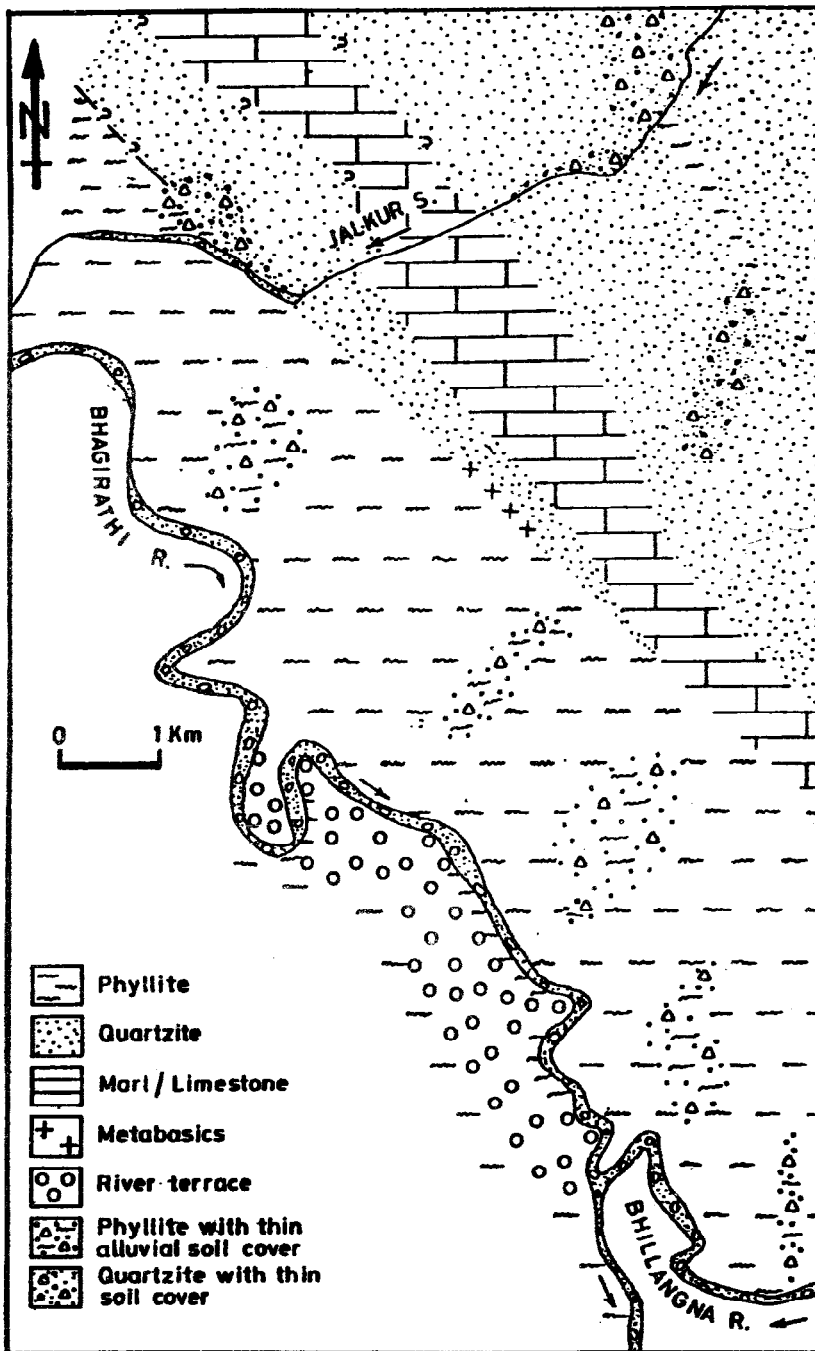 N
JALKUR S.
BHAGIRATHI
R.
0 1 Km
Phyllite
Quartzite
Marl / Limestone
Metabasics
River terrace
Phyllite with thin
alluvial soil cover
Quartzite with thin
soil cover
BHILLANGNA R.
? ? ? ? ? ? ?